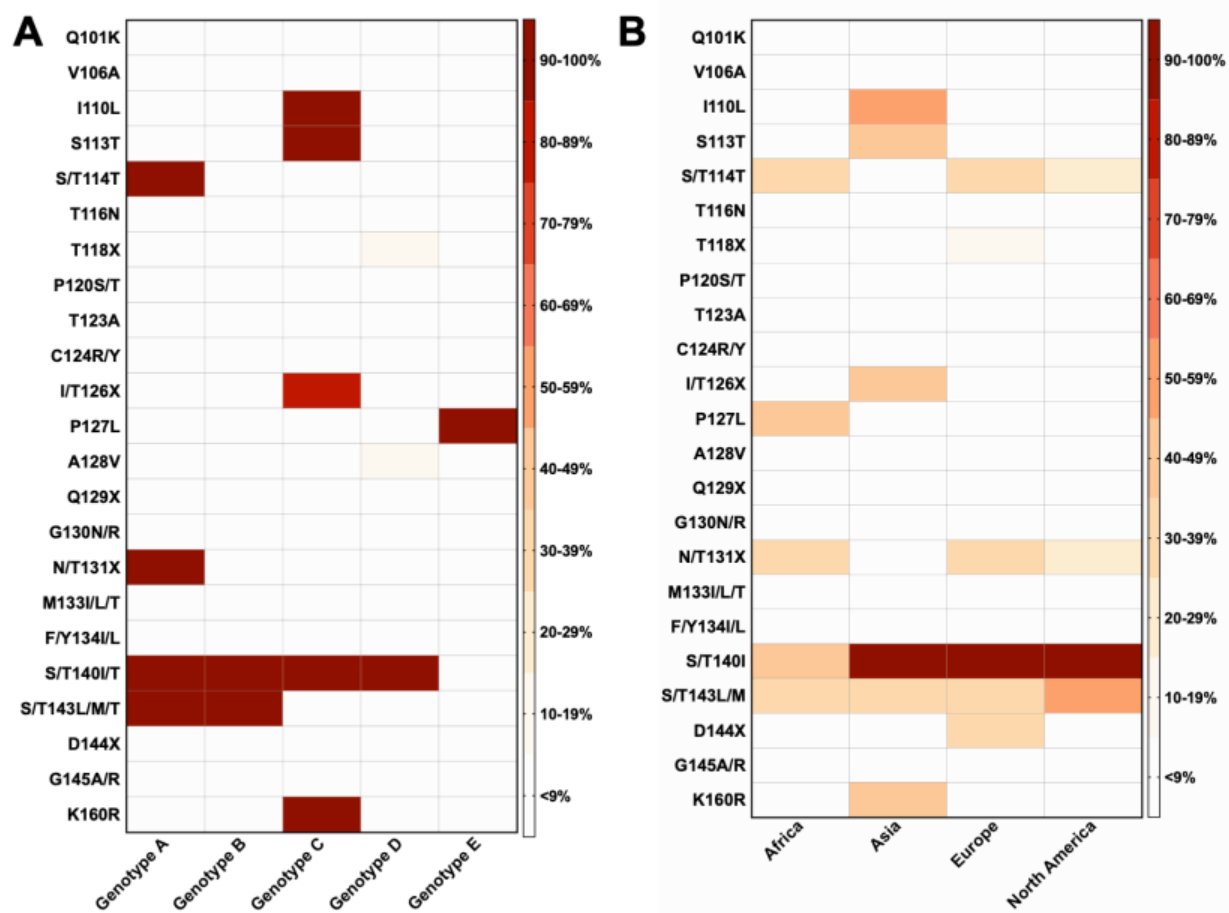 A
Q101K
V106A
I110L
S113T
S/T114T
T116N
T118X
P120S/T
T123A
C124R/Y
I/T126X
P127L
A128V
Q129X
G130N/R
N/T131X
M133I/L/T
F/Y134I/L
S/T140I/T
S/T143L/M/T
D144X
G145A/R
K160R
Genotype A
Genotype B
Genotype C
Genotype D
Genotype E
90-100%
80-89%
70-79%
60-69%
50-59%
40-49%
30-39%
20-29%
10-19%
<9%
B
Q101K
V106A
I110L
S113T
S/T114T
T116N
T118X
P120S/T
T123A
C124R/Y
I/T126X
P127L
A128V
Q129X
G130N/R
N/T131X
M133I/L/T
F/Y134I/L
S/T140I
S/T143L/M
D144X
G145A/R
K160R
Africa
Asia
Europe
North America
90-100%
80-89%
70-79%
60-69%
50-59%
40-49%
30-39%
20-29%
10-19%
<9%